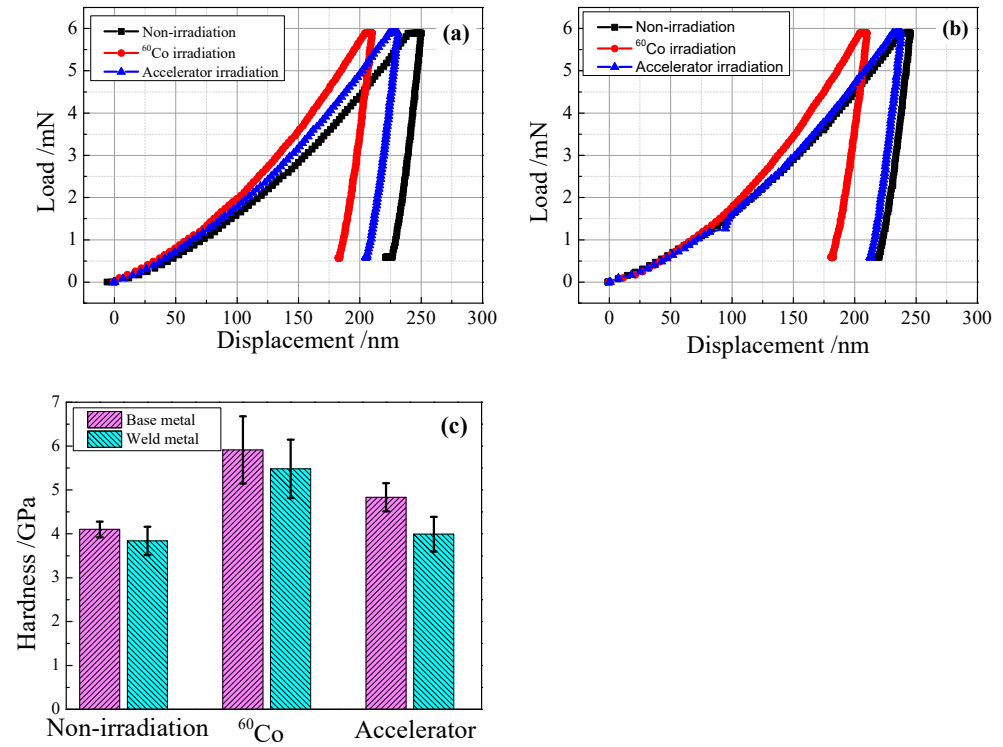 (a)
Non-irradiation
⁶⁰Co irradiation
Accelerator irradiation
6
5
4
3
2
1
0
Load /mN
0 50 100 150 200 250 300
Displacement /nm
(b)
Non-irradiation
⁶⁰Co irradiation
Accelerator irradiation
6
5
4
3
2
1
0
Load /mN
0 50 100 150 200 250 300
Displacement /nm
(c)
Base metal
Weld metal
7
6
5
4
3
2
1
0
Hardness /GPa
Non-irradiation ⁶⁰Co Accelerator